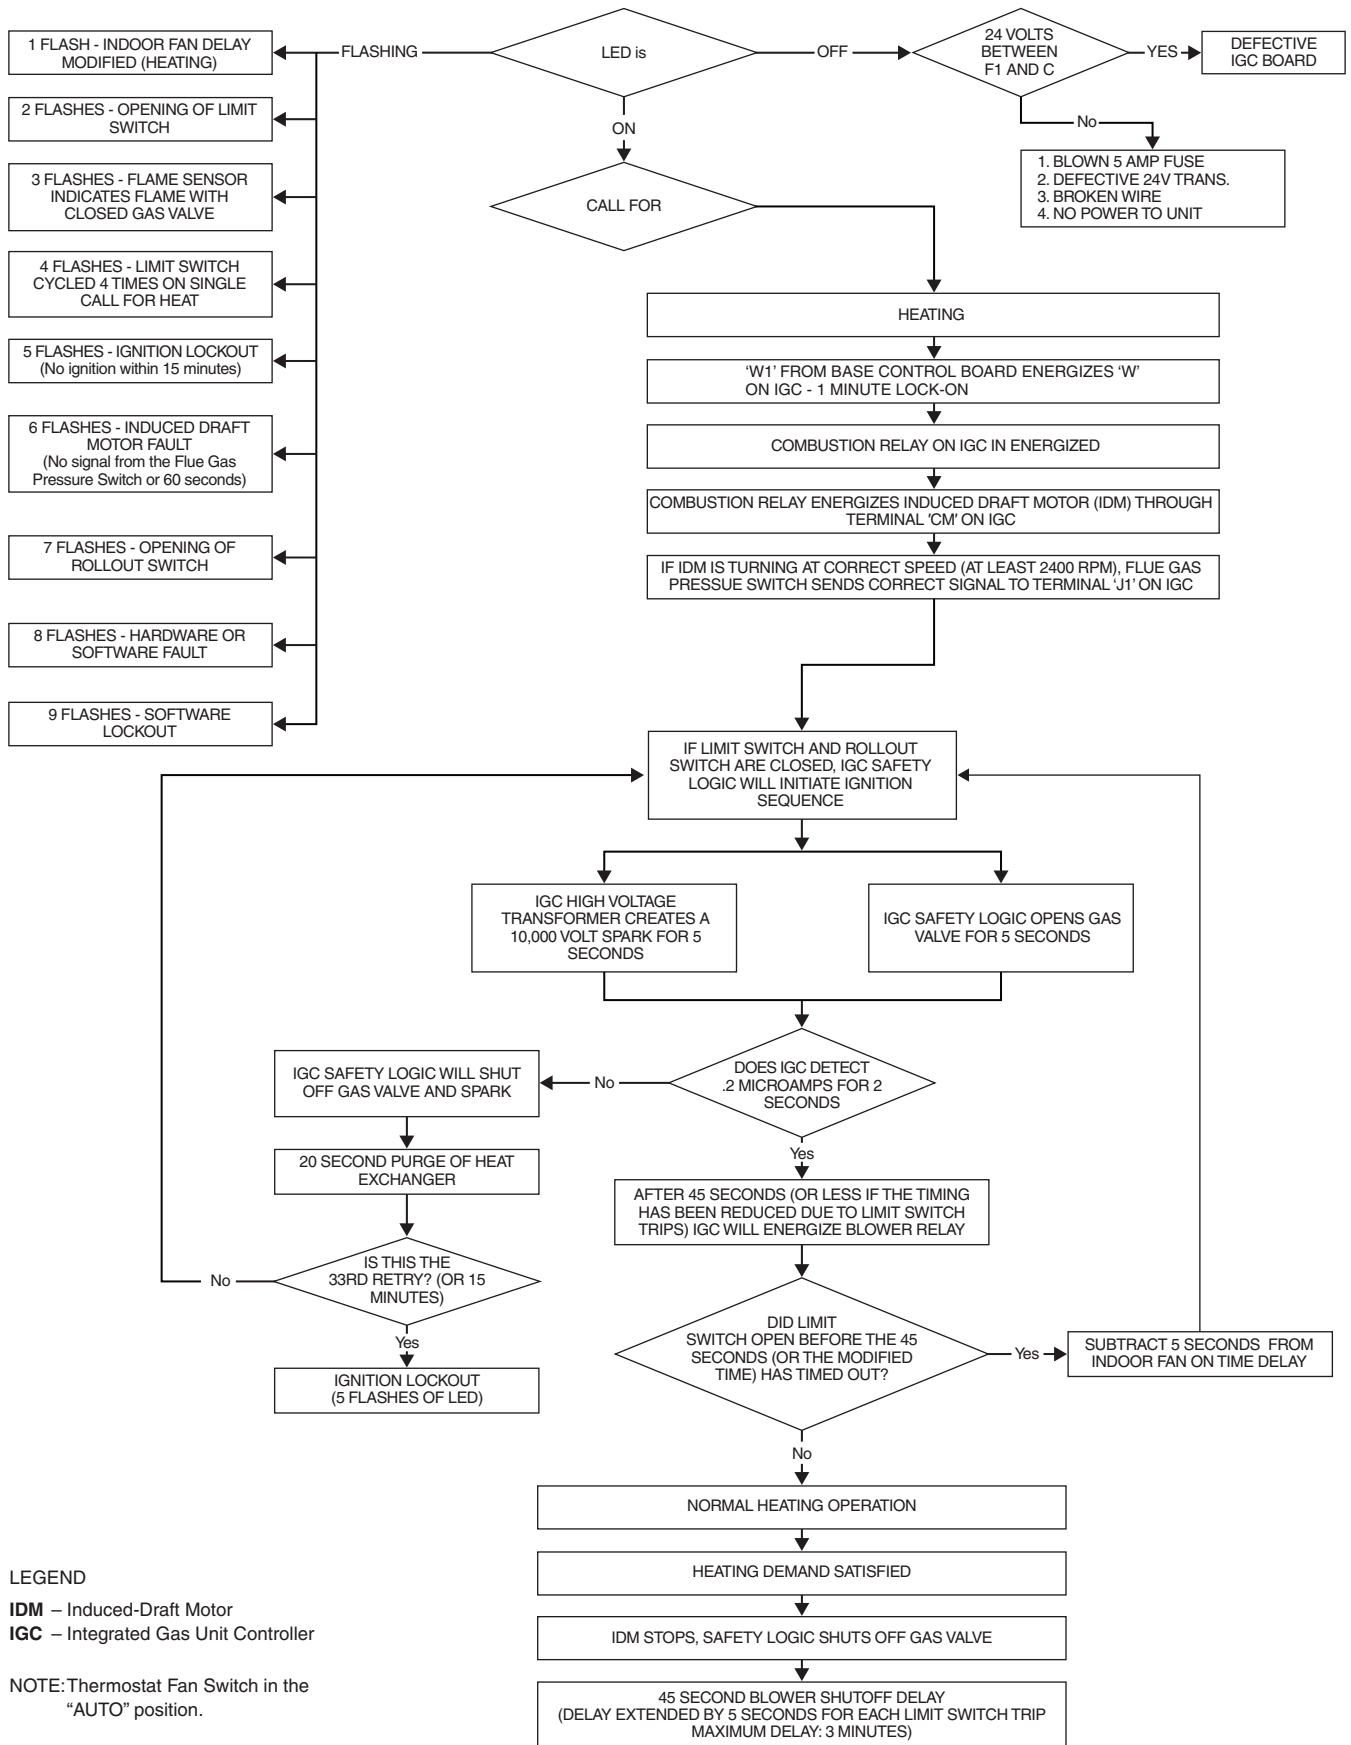 LED is
FLASHING
1 FLASH - INDOOR FAN DELAY
MODIFIED (HEATING)
2 FLASHES - OPENING OF LIMIT
SWITCH
3 FLASHES - FLAME SENSOR
INDICATES FLAME WITH
CLOSED GAS VALVE
4 FLASHES - LIMIT SWITCH
CYCLED 4 TIMES ON SINGLE
CALL FOR HEAT
5 FLASHES - IGNITION LOCKOUT
(No ignition within 15 minutes)
6 FLASHES - INDUCED DRAFT
MOTOR FAULT
(No signal from the Flue Gas
Pressure Switch or 60 seconds)
7 FLASHES - OPENING OF
ROLLOUT SWITCH
8 FLASHES - HARDWARE OR
SOFTWARE FAULT
9 FLASHES - SOFTWARE
LOCKOUT
OFF
24 VOLTS
BETWEEN
F1 AND C
YES
DEFECTIVE
IGC BOARD
No
1. BLOWN 5 AMP FUSE
2. DEFECTIVE 24V TRANS.
3. BROKEN WIRE
4. NO POWER TO UNIT
ON
CALL FOR
HEATING
‘W1’ FROM BASE CONTROL BOARD ENERGIZES ‘W’
ON IGC - 1 MINUTE LOCK-ON
COMBUSTION RELAY ON IGC IN ENERGIZED
COMBUSTION RELAY ENERGIZES INDUCED DRAFT MOTOR (IDM) THROUGH
TERMINAL 'CM' ON IGC
IF IDM IS TURNING AT CORRECT SPEED (AT LEAST 2400 RPM), FLUE GAS
PRESSUE SWITCH SENDS CORRECT SIGNAL TO TERMINAL ‘J1’ ON IGC
IF LIMIT SWITCH AND ROLLOUT
SWITCH ARE CLOSED, IGC SAFETY
LOGIC WILL INITIATE IGNITION
SEQUENCE
IGC HIGH VOLTAGE
TRANSFORMER CREATES A
10,000 VOLT SPARK FOR 5
SECONDS
IGC SAFETY LOGIC OPENS GAS
VALVE FOR 5 SECONDS
DOES IGC DETECT
.2 MICROAMPS FOR 2
SECONDS
No
IGC SAFETY LOGIC WILL SHUT
OFF GAS VALVE AND SPARK
20 SECOND PURGE OF HEAT
EXCHANGER
IS THIS THE
33RD RETRY? (OR 15
MINUTES)
No
Yes
IGNITION LOCKOUT
(5 FLASHES OF LED)
Yes
AFTER 45 SECONDS (OR LESS IF THE TIMING
HAS BEEN REDUCED DUE TO LIMIT SWITCH
TRIPS) IGC WILL ENERGIZE BLOWER RELAY
DID LIMIT
SWITCH OPEN BEFORE THE 45
SECONDS (OR THE MODIFIED
TIME) HAS TIMED OUT?
Yes
SUBTRACT 5 SECONDS FROM
INDOOR FAN ON TIME DELAY
No
NORMAL HEATING OPERATION
HEATING DEMAND SATISFIED
IDM STOPS, SAFETY LOGIC SHUTS OFF GAS VALVE
45 SECOND BLOWER SHUTOFF DELAY
(DELAY EXTENDED BY 5 SECONDS FOR EACH LIMIT SWITCH TRIP
MAXIMUM DELAY: 3 MINUTES)
LEGEND
IDM – Induced-Draft Motor
IGC – Integrated Gas Unit Controller
NOTE: Thermostat Fan Switch in the
“AUTO” position.